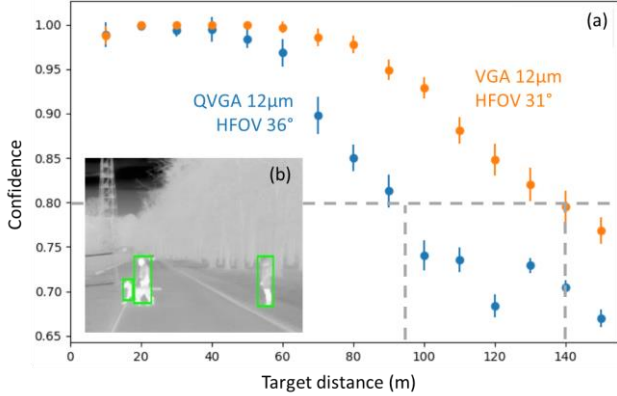 (a)
1.00
0.95
0.90
0.85
0.80
0.75
0.70
0.65
Confidence
QVGA 12μm
HFOV 36°
VGA 12μm
HFOV 31°
(b)
0
20
40
60
80
100
120
140
Target distance (m)